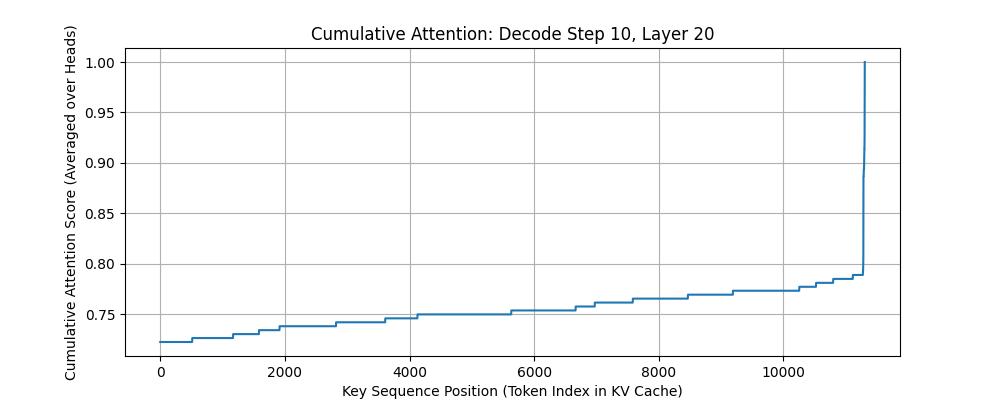 Cumulative Attention: Decode Step 10, Layer 20
Cumulative Attention Score (Averaged over Heads)
1.00
0.95
0.90
0.85
0.80
0.75
0 2000 4000 6000 8000 10000
Key Sequence Position (Token Index in KV Cache)